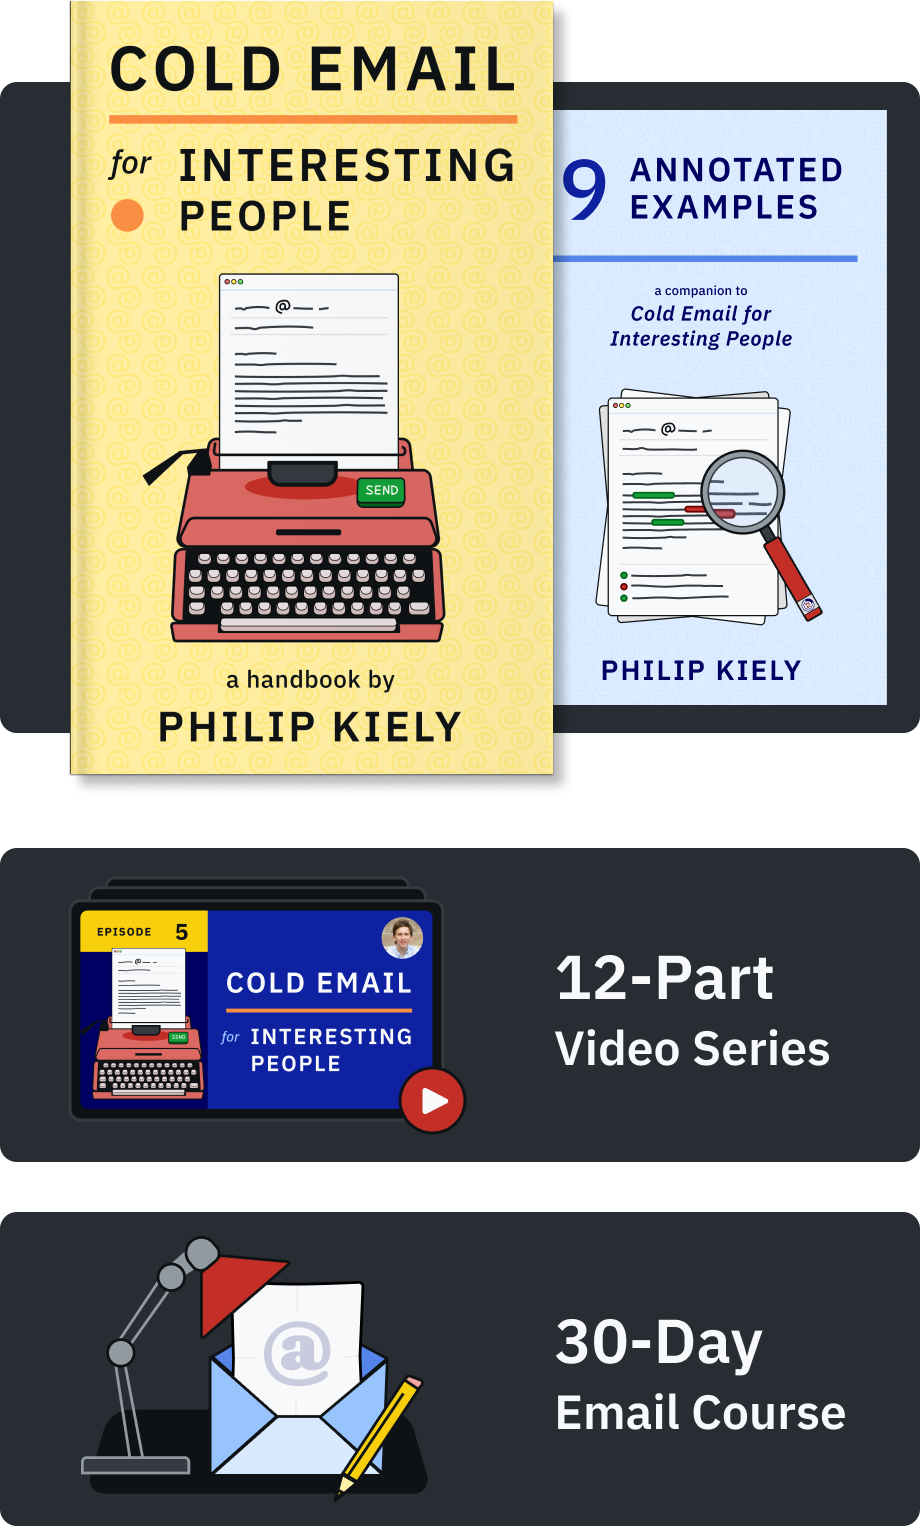 COLD EMAIL
for INTERESTING
PEOPLE
@
SEND
a handbook by
PHILIP KIELY
9 ANNOTATED
EXAMPLES
a companion to
Cold Email for
Interesting People
@
PHILIP KIELY
EPISODE 5
@
SEND
COLD EMAIL
for INTERESTING
PEOPLE
12-Part
Video Series
@
30-Day
Email Course